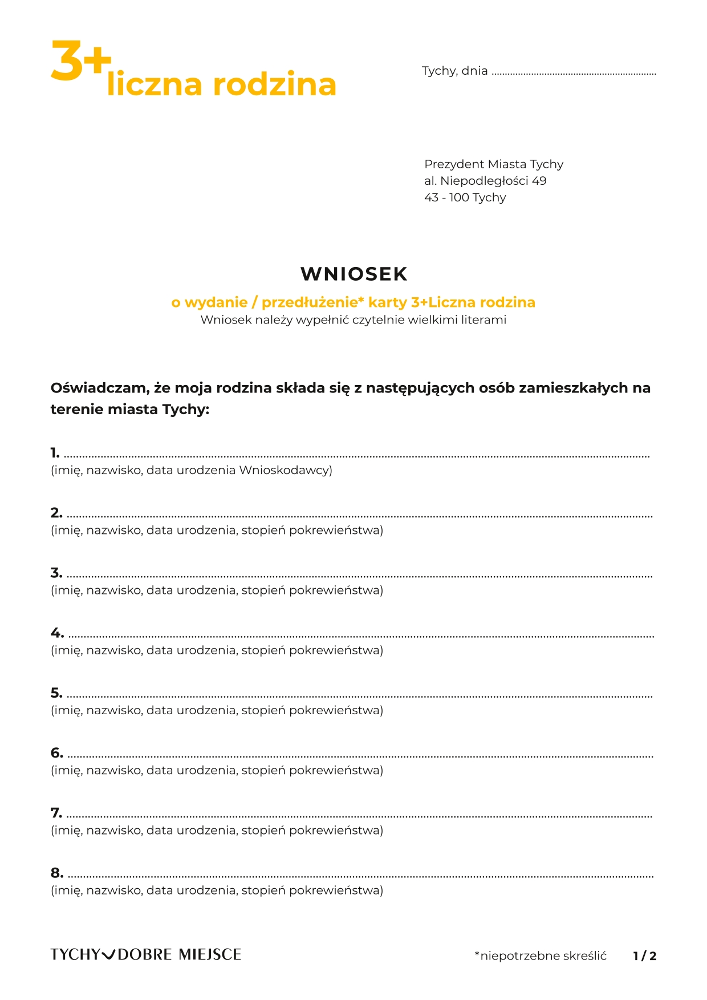 3+liczna rodzina
Tychy, dnia ...............................................................
Prezydent Miasta Tychy
al. Niepodległości 49
43 - 100 Tychy
WNIOSEK
o wydanie / przedłużenie* karty 3+Liczna rodzina
Wniosek należy wypełnić czytelnie wielkimi literami
Oświadczam, że moja rodzina składa się z następujących osób zamieszkałych na
terenie miasta Tychy:
1. ...............................................................
(imię, nazwisko, data urodzenia Wnioskodawcy)
2. ...............................................................
(imię, nazwisko, data urodzenia, stopień pokrewieństwa)
3. ...............................................................
(imię, nazwisko, data urodzenia, stopień pokrewieństwa)
4. ...............................................................
(imię, nazwisko, data urodzenia, stopień pokrewieństwa)
5. ...............................................................
(imię, nazwisko, data urodzenia, stopień pokrewieństwa)
6. ...............................................................
(imię, nazwisko, data urodzenia, stopień pokrewieństwa)
7. ...............................................................
(imię, nazwisko, data urodzenia, stopień pokrewieństwa)
8. ...............................................................
(imię, nazwisko, data urodzenia, stopień pokrewieństwa)
TYCHY DOBRE MIEJSCE
*niepotrzebne skreślić 1 / 2